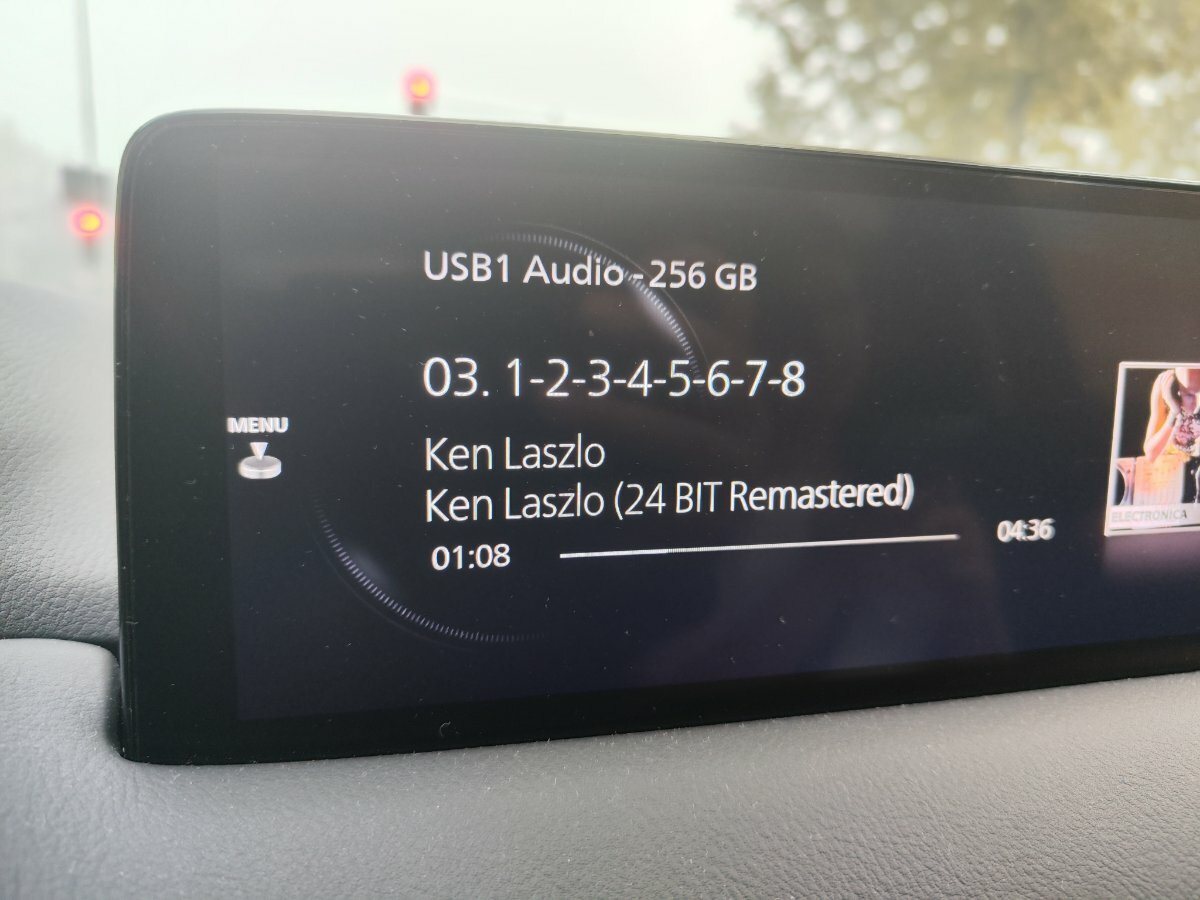 USB1 Audio - 256 GB
03. 1-2-3-4-5-6-7-8
MENU
Ken Laszlo
Ken Laszlo (24 BIT Remastered)
01:08
04:36
ELECTRONICA